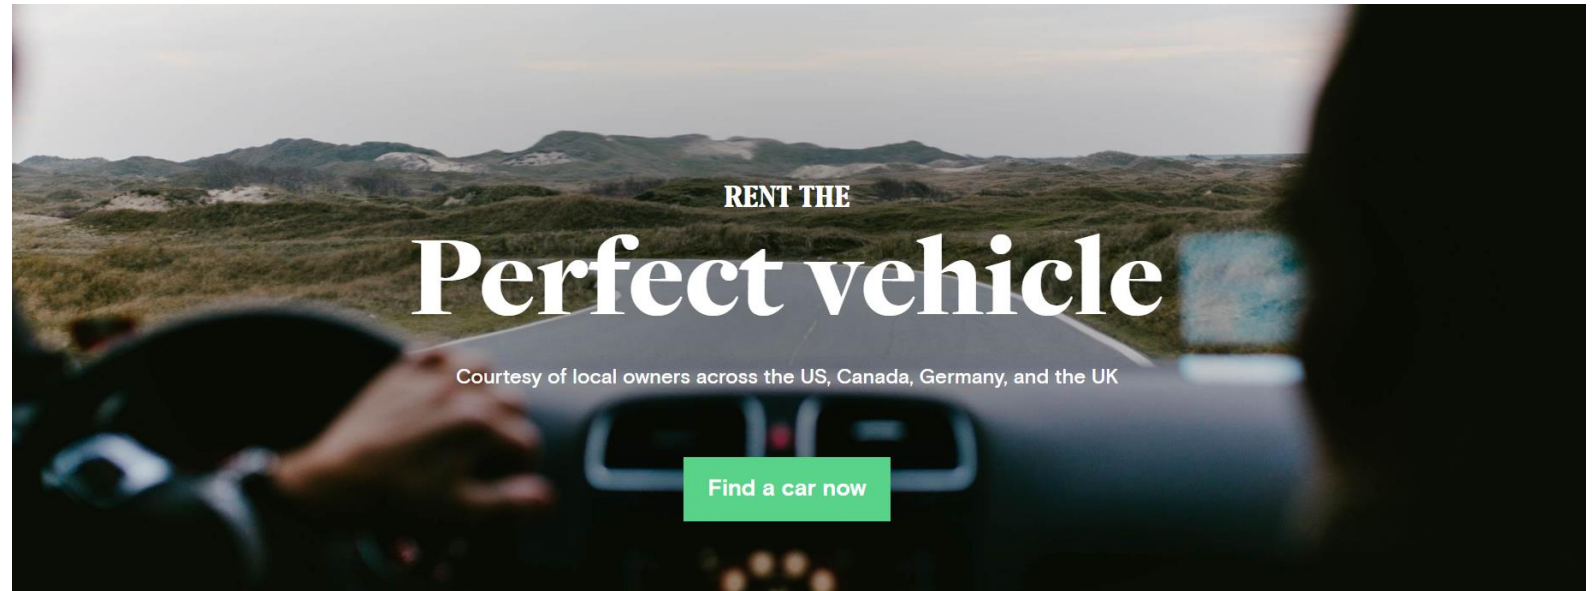 RENT THE
Perfect vehicle
Courtesy of local owners across the US, Canada, Germany, and the UK
Find a car now